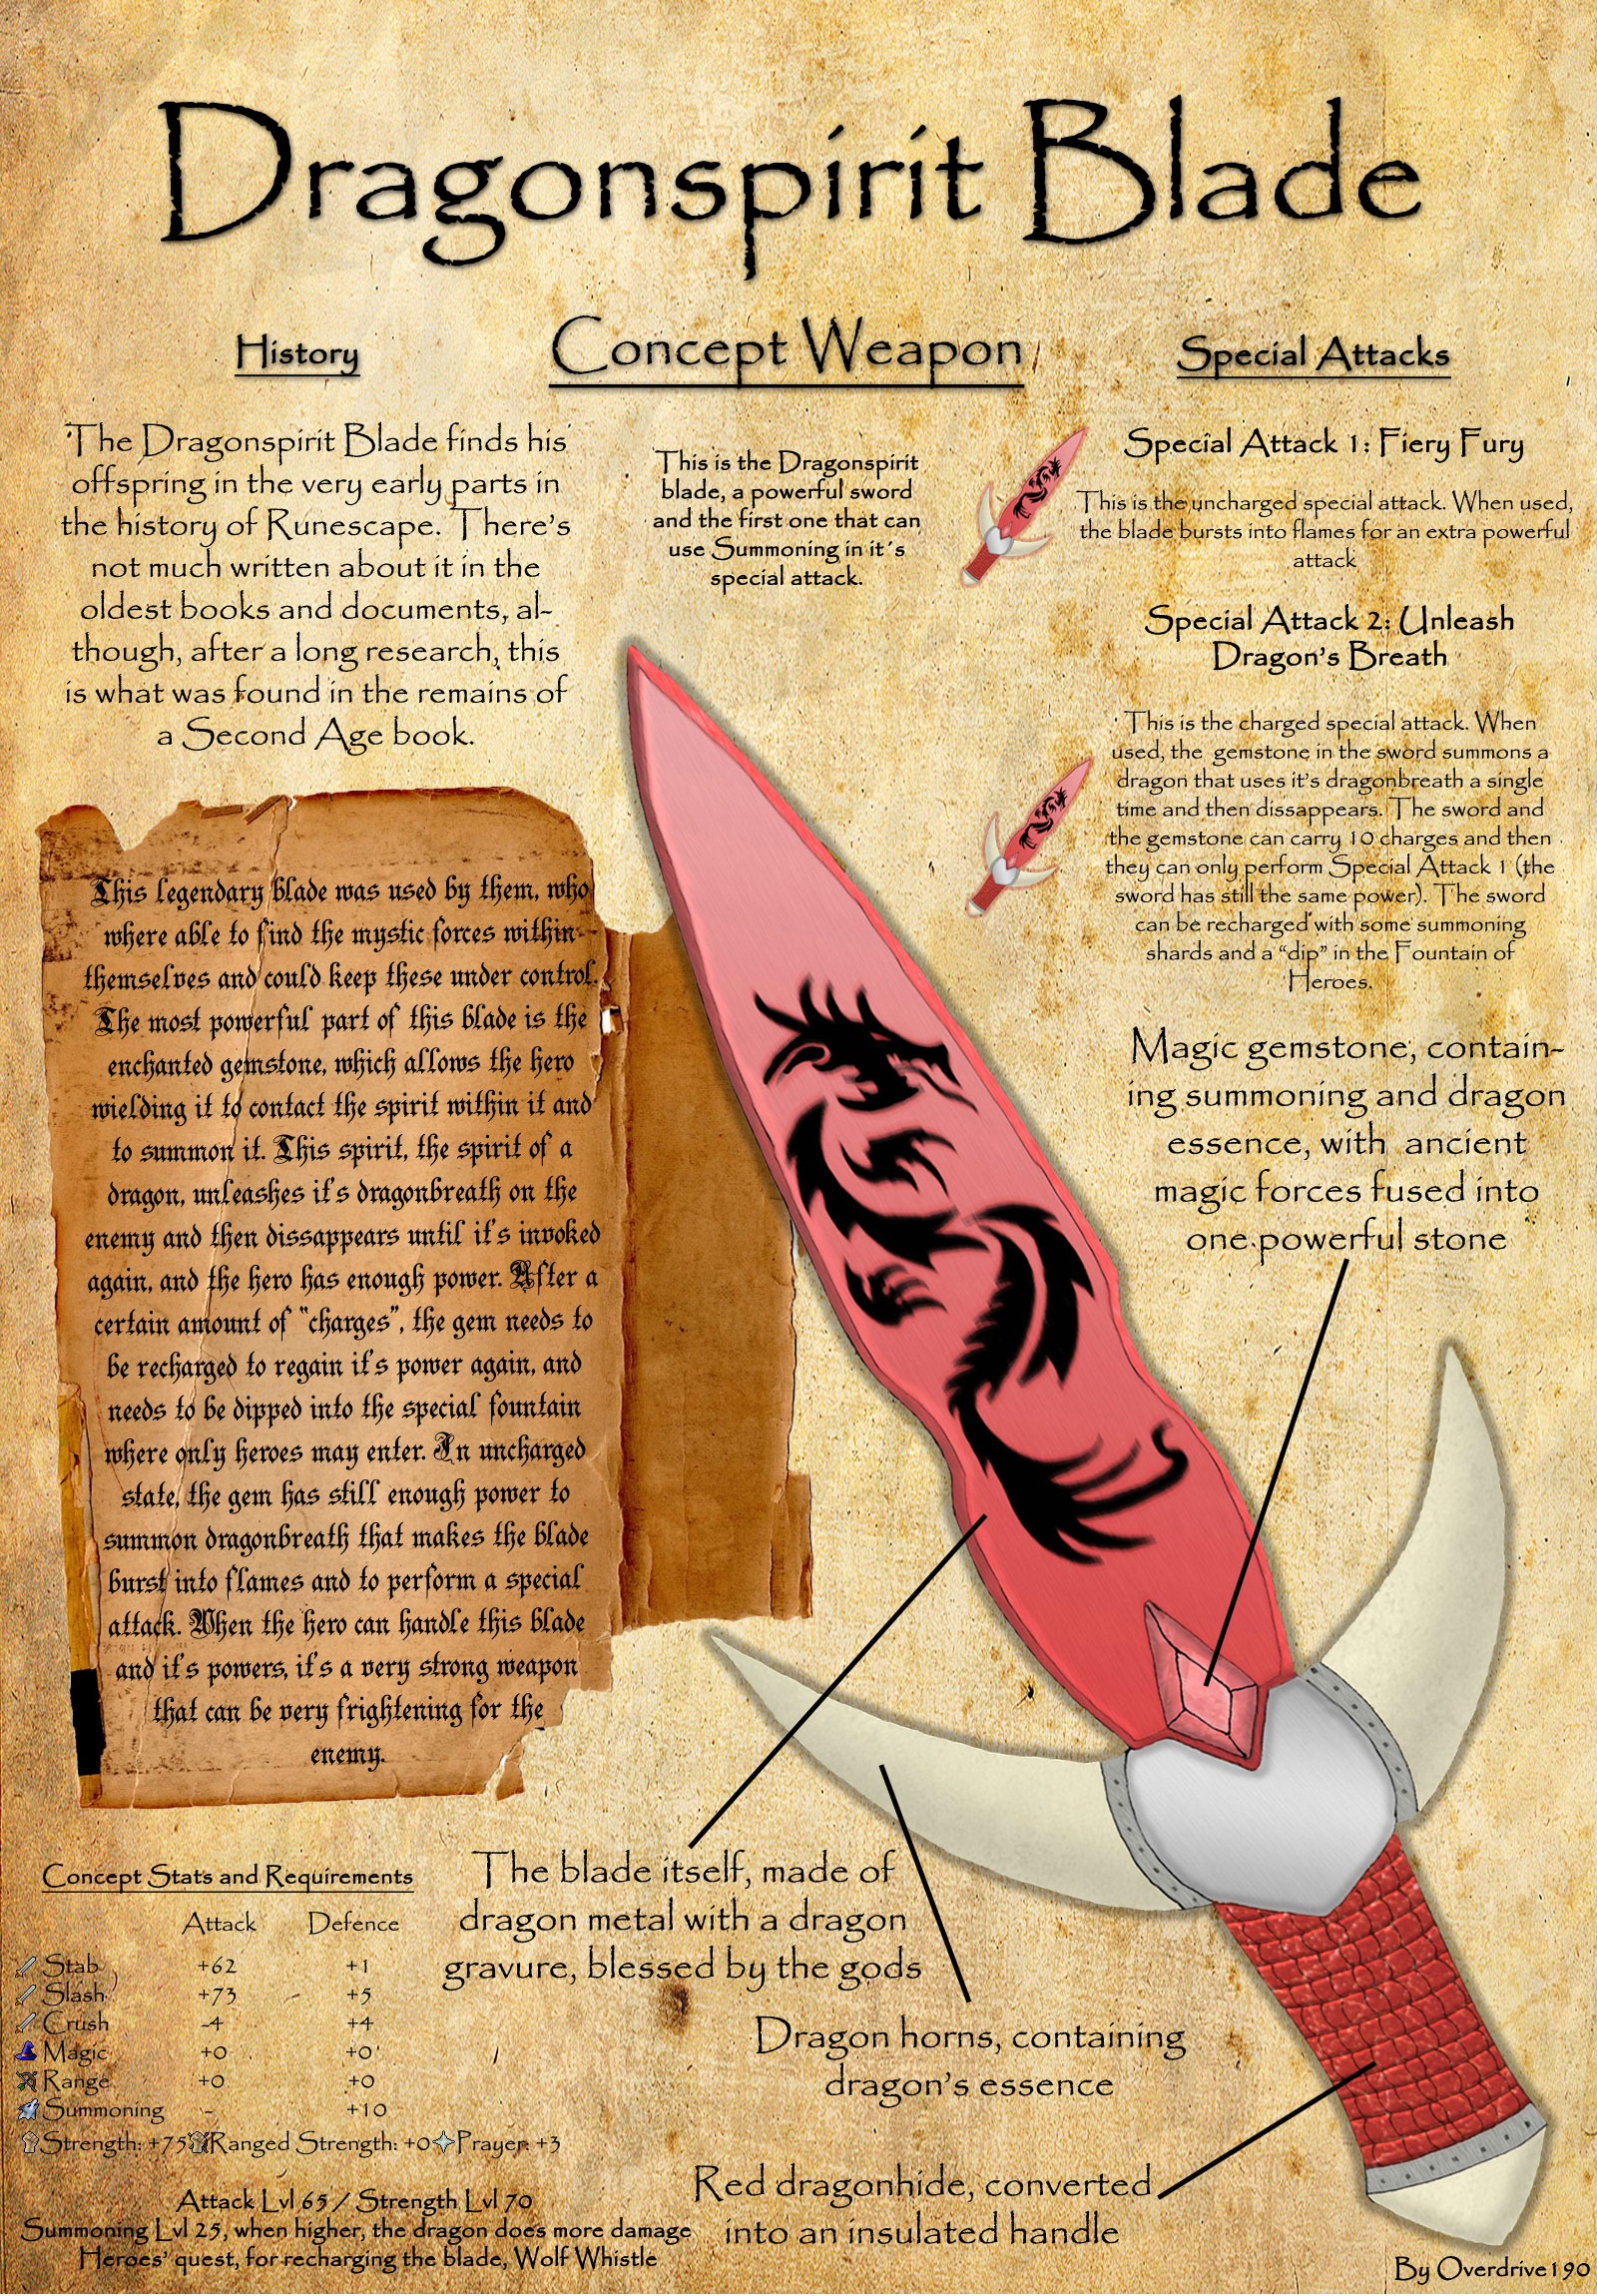 Dragonspirit Blade
Concept Weapon
History
The Dragonspirit Blade finds his
offspring in the very early parts in
the history of Runescape. There's
not much written about it in the
oldest books and documents, al-
though, after a long research, this
is what was found in the remains of
a Second Age book.
This legendary blade was used by them, who
where able to find the mystic forces within
themselves and could keep these under control.
The most powerful part of this blade is the
enchanted gemstone, which allows the hero
wielding it to contact the spirit within it and
to summon it. This spirit, the spirit of a
dragon, unleashes it's dragonbreath on the
enemy and then dissappears until it's invoked
again, and the hero has enough power. After a
certain amount of "charges", the gem needs to
be recharged to regain it's power again, and
needs to be dipped into the special fountain
where only heroes may enter. In uncharged
state, the gem has still enough power to
summon dragonbreath that makes the blade
burst into flames and to perform a special
attack. When the hero can handle this blade
and it's powers, it's a very strong weapon
that can be very frightening for the
enemy.
This is the Dragonspirit
blade, a powerful sword
and the first one that can
use Summoning in it´s
special attack.
Special Attacks
Special Attack 1: Fiery Fury
This is the uncharged special attack. When used,
the blade bursts into flames for an extra powerful
attack
Special Attack 2: Unleash
Dragon's Breath
This is the charged special attack. When
used, the gemstone in the sword summons a
dragon that uses it's dragonbreath a single
time and then dissappears. The sword and
the gemstone can carry 10 charges and then
they can only perform Special Attack 1 (the
sword has still the same power). The sword
can be recharged with some summoning
shards and a "dip" in the Fountain of
Heroes.
Magic gemstone, contain-
ing summoning and dragon
essence, with ancient
magic forces fused into
one powerful stone
The blade itself, made of
dragon metal with a dragon
gravure, blessed by the gods
Dragon horns, containing
dragon's essence
Red dragonhide, converted
into an insulated handle
Concept Stats and Requirements
Attack Defence
Stab +62 +1
Slash +73 +5
Crush -4 +4
Magic +0 +0
Range +0 +0
Summoning - +10
Strength: +75 Ranged Strength: +0 Prayer: +3
Attack Lvl 65 / Strength Lvl 70
Summoning Lvl 25, when higher, the dragon does more damage
Heroes' quest, for recharging the blade, Wolf Whistle
By Overdrive190